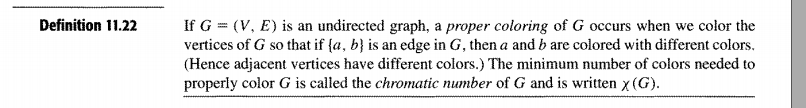 Definition 11.22 If G = (V, E) is an undirected graph, a proper coloring of G occurs when we color the
vertices of G so that if {a, b} is an edge in G, then a and b are colored with different colors.
(Hence adjacent vertices have different colors.) The minimum number of colors needed to
properly color G is called the chromatic number of G and is written χ(G).